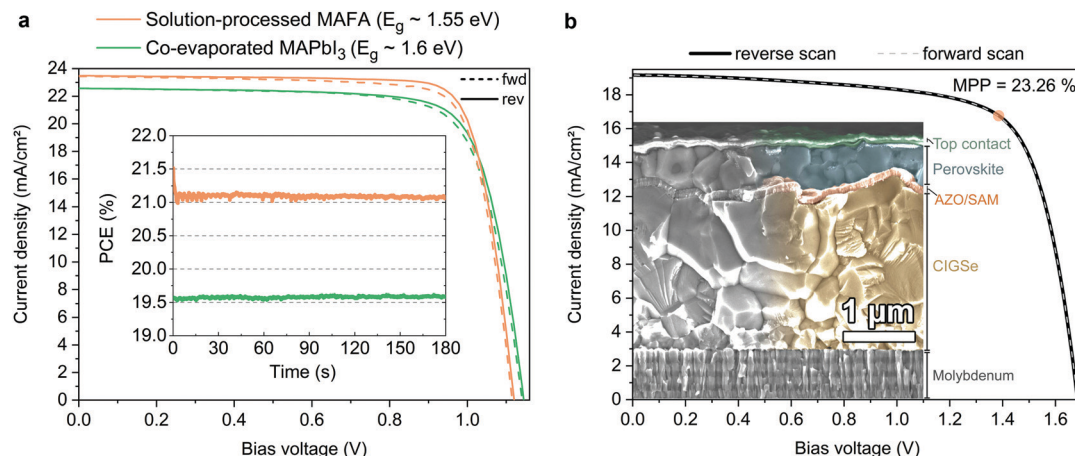 a
Solution-processed MAFA (E_g ~ 1.55 eV)
Co-evaporated MAPbI₃ (E_g ~ 1.6 eV)
24
22
20
18
16
14
12
10
8
6
4
2
0
Current density (mA/cm²)
fwd
rev
22.0
21.5
21.0
20.5
20.0
19.5
19.0
PCE (%)
0 30 60 90 120 150 180
Time (s)
0.0 0.2 0.4 0.6 0.8 1.0
Bias voltage (V)
b
reverse scan forward scan
MPP = 23.26 %
18
16
14
12
10
8
6
4
2
0
Current density (mA/cm²)
Top contact
Perovskite
AZO/SAM
CIGSe
1 µm
Molybdenum
0.0 0.2 0.4 0.6 0.8 1.0 1.2 1.4 1.6
Bias voltage (V)